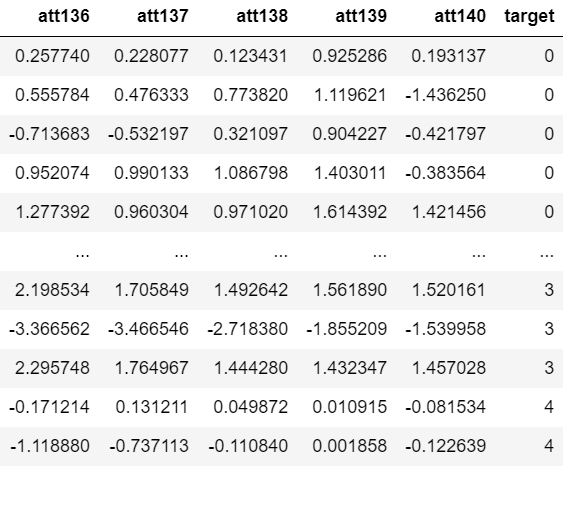 att136 att137 att138 att139 att140 target
0.257740 0.228077 0.123431 0.925286 0.193137 0
0.555784 0.476333 0.773820 1.119621 -1.436250 0
-0.713683 -0.532197 0.321097 0.904227 -0.421797 0
0.952074 0.990133 1.086798 1.403011 -0.383564 0
1.277392 0.960304 0.971020 1.614392 1.421456 0
... ... ... ... ... ...
2.198534 1.705849 1.492642 1.561890 1.520161 3
-3.366562 -3.466546 -2.718380 -1.855209 -1.539958 3
2.295748 1.764967 1.444280 1.432347 1.457028 3
-0.171214 0.131211 0.049872 0.010915 -0.081534 4
-1.118880 -0.737113 -0.110840 0.001858 -0.122639 4